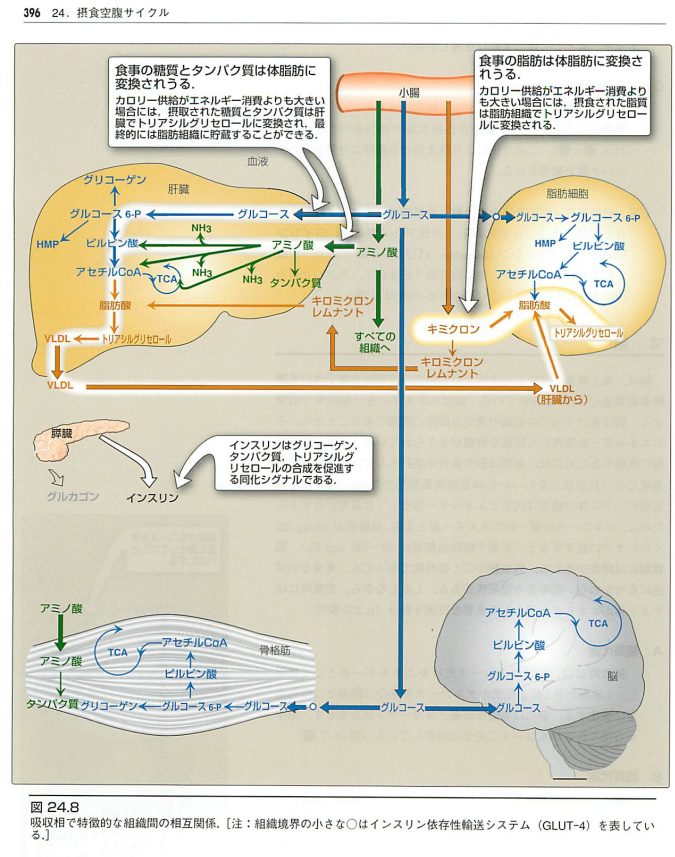 396 24. 摂食空腹サイクル
食事の糖質とタンパク質は体脂肪に
変換されうる.
カロリー供給がエネルギー消費よりも大きい
場合には, 摂取された糖質とタンパク質は肝
臓でトリアシルグリセロールに変換され, 最
終的には脂肪組織に貯蔵することができる.
食事の脂肪は体脂肪に変換さ
れうる.
カロリー供給がエネルギー消費より
も大きい場合には, 摂食された脂質
は脂肪組織でトリアシルグリセロー
ルに変換される.
小腸
血液
肝臓
グリコーゲン
グルコース 6-P
グルコース
グルコース
HMP
ピルビン酸
NH3
アミノ酸
アミノ酸
アセチルCoA
TCA
NH3
NH3
タンパク質
脂肪酸
キロミクロン
レムナント
VLDL
トリアシルグリセロール
VLDL
すべての
組織へ
脂肪細胞
グルコース
グルコース 6-P
HMP
ピルビン酸
アセチルCoA
TCA
脂肪酸
キミクロン
トリアシルグリセロール
キロミクロン
レムナント
VLDL
(肝臓から)
膵臓
グルカゴン
インスリン
インスリンはグリコーゲン,
タンパク質, トリアシルグ
リセロールの合成を促進す
る同化シグナルである.
アミノ酸
アミノ酸
タンパク質
TCA
アセチルCoA
骨格筋
ピルビン酸
グリコーゲン
グルコース 6-P
グルコース
グルコース
アセチルCoA
TCA
ピルビン酸
脳
グルコース 6-P
グルコース
図 24.8
吸収相で特徴的な組織間の相互関係. [注:組織境界の小さな○はインスリン依存性輸送システム (GLUT-4) を表してい
る.]